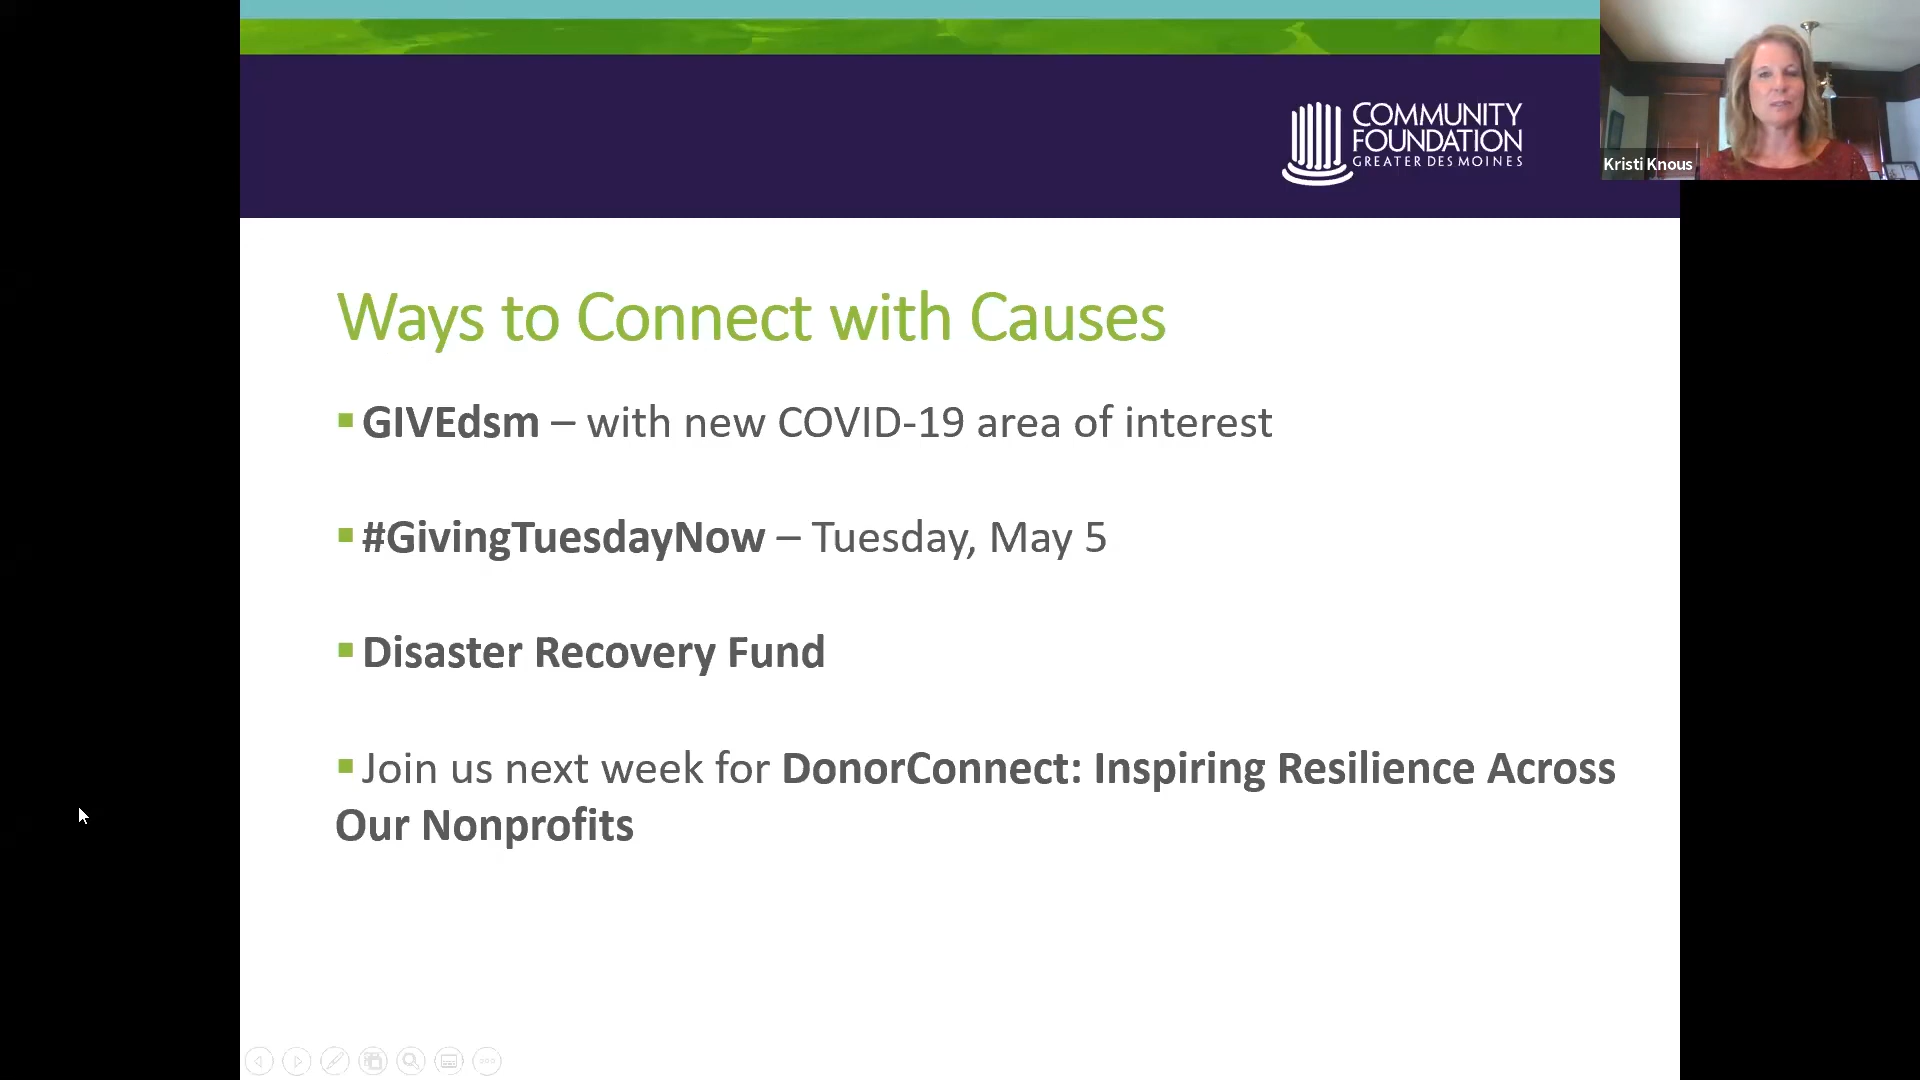 COMMUNITY
FOUNDATION
GREATER DES MOINES
Kristi Knous
Ways to Connect with Causes
▪ GIVEdsm – with new COVID-19 area of interest
▪ #GivingTuesdayNow – Tuesday, May 5
▪ Disaster Recovery Fund
▪ Join us next week for DonorConnect: Inspiring Resilience Across
Our Nonprofits